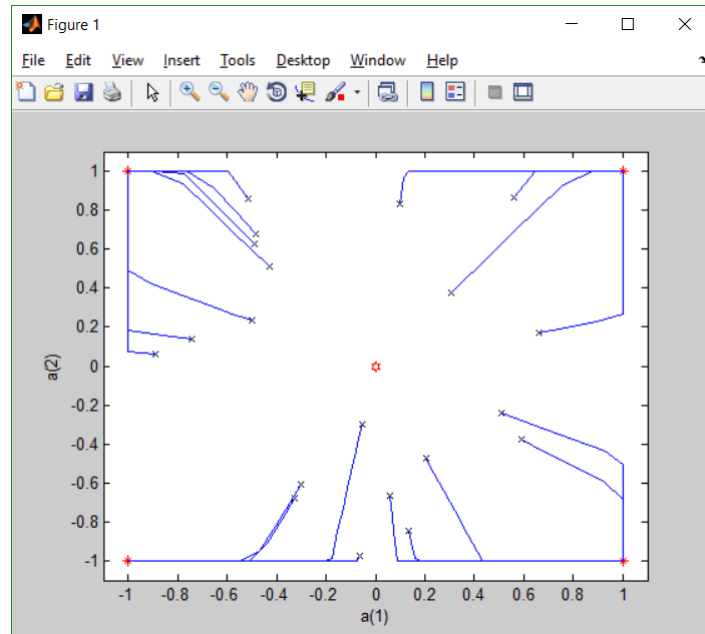 Figure 1
File Edit View Insert Tools Desktop Window Help
1
0.8
0.6
0.4
0.2
0
-0.2
-0.4
-0.6
-0.8
-1
a(2)
-1 -0.8 -0.6 -0.4 -0.2 0 0.2 0.4 0.6 0.8 1
a(1)